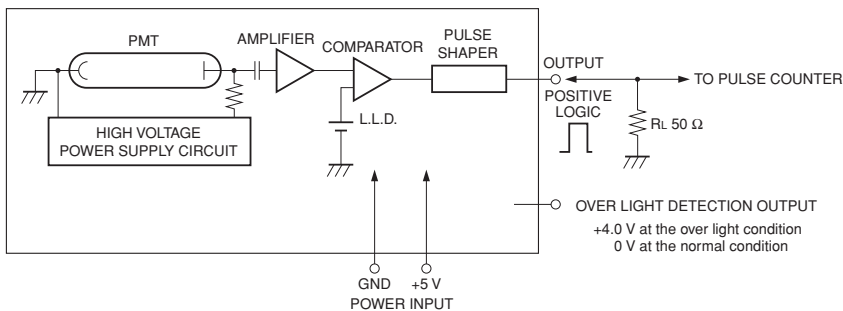 PMT
AMPLIFIER
COMPARATOR
PULSE
SHAPER
OUTPUT
TO PULSE COUNTER
POSITIVE
LOGIC
L.L.D.
RL 50 Ω
HIGH VOLTAGE
POWER SUPPLY CIRCUIT
OVER LIGHT DETECTION OUTPUT
+4.0 V at the over light condition
0 V at the normal condition
GND
+5 V
POWER INPUT